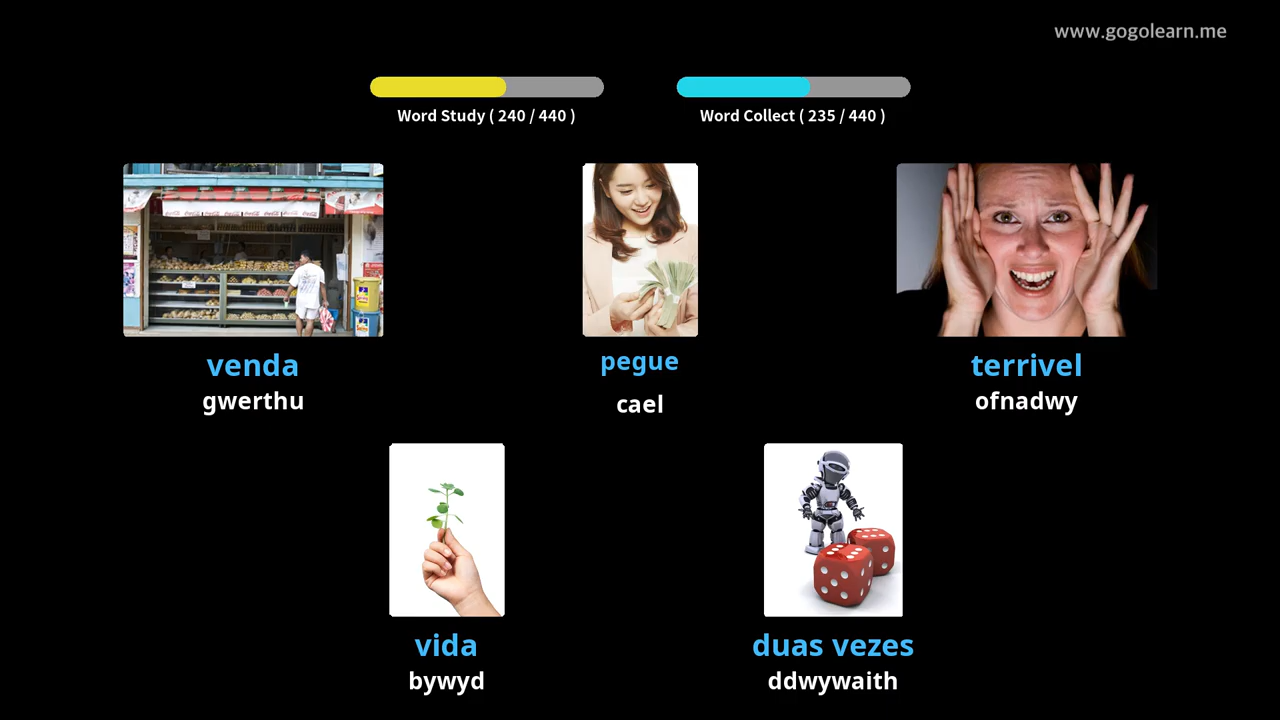 www.gogolearn.me
Word Study ( 240 / 440 )
Word Collect ( 235 / 440 )
venda
gwerthu
pegue
cael
terrivel
ofnadwy
vida
bywyd
duas vezes
ddwywaith